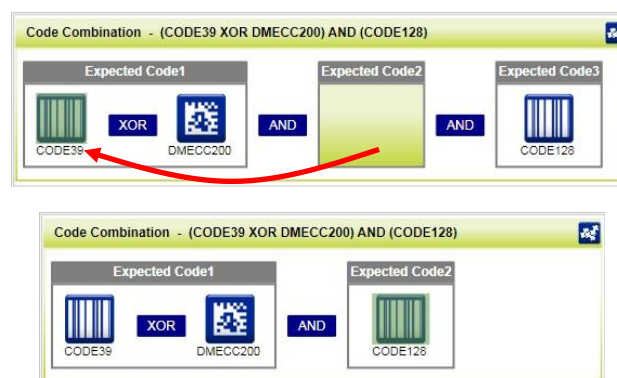 Code Combination - (CODE39 XOR DMECC200) AND (CODE128)
Expected Code1 Expected Code2 Expected Code3
XOR AND AND
CODE39 DMECC200 CODE128
Code Combination - (CODE39 XOR DMECC200) AND (CODE128)
Expected Code1 Expected Code2
XOR AND
CODE39 DMECC200 CODE128